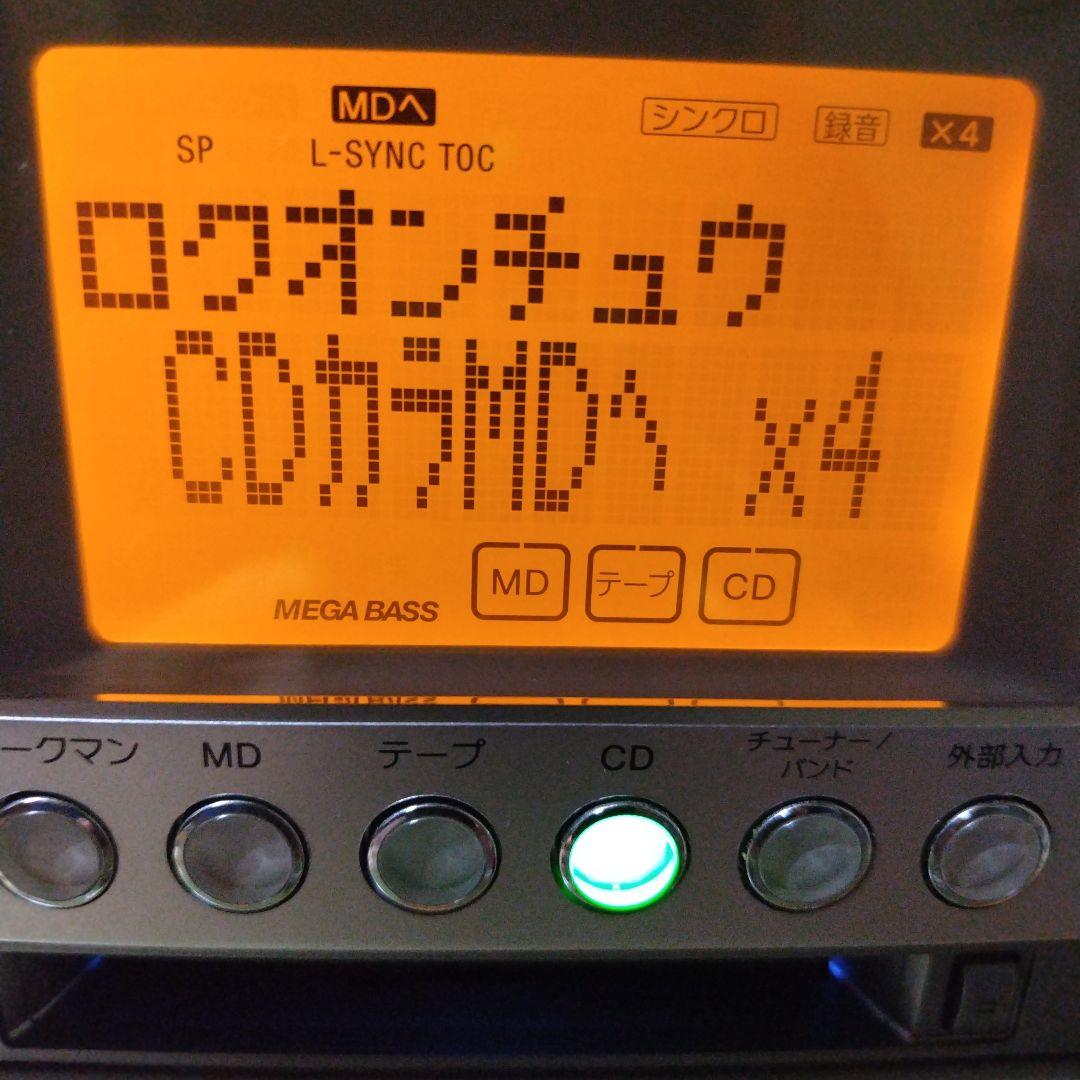 MDへ シンクロ 録音 ×4
SP L-SYNC TOC
ロクオンチュウ
CDカラMDヘ x4
MEGA BASS MD テープ CD
ークマン MD テープ CD チューナー/ 外部入力
バンド